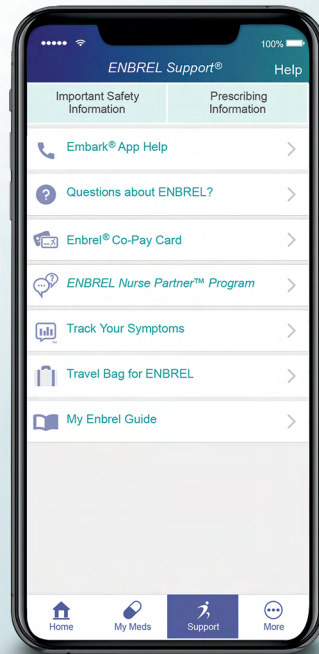 100%
ENBREL Support®
Help
Important Safety
Information
Prescribing
Information
Embark® App Help
Questions about ENBREL?
Enbrel® Co-Pay Card
ENBREL Nurse Partner™ Program
Track Your Symptoms
Travel Bag for ENBREL
My Enbrel Guide
Home
My Meds
Support
More